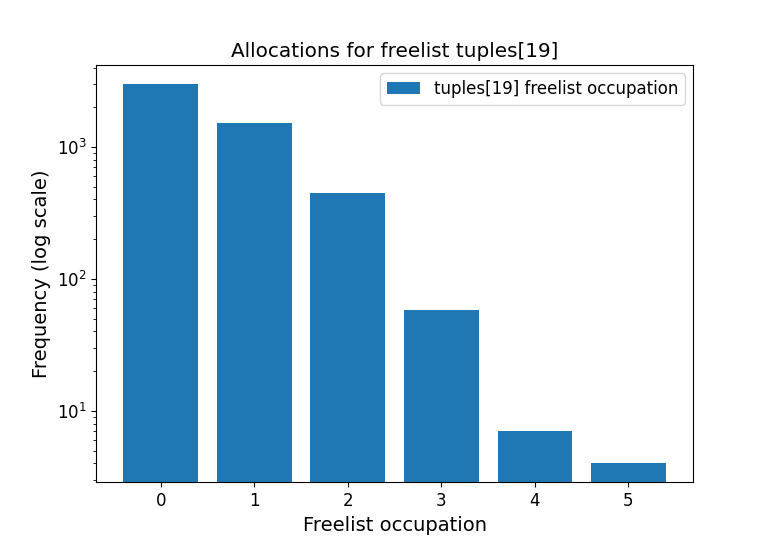 Allocations for freelist tuples[19]
tuples[19] freelist occupation
Frequency (log scale)
10³
10²
10¹
0 1 2 3 4 5
Freelist occupation